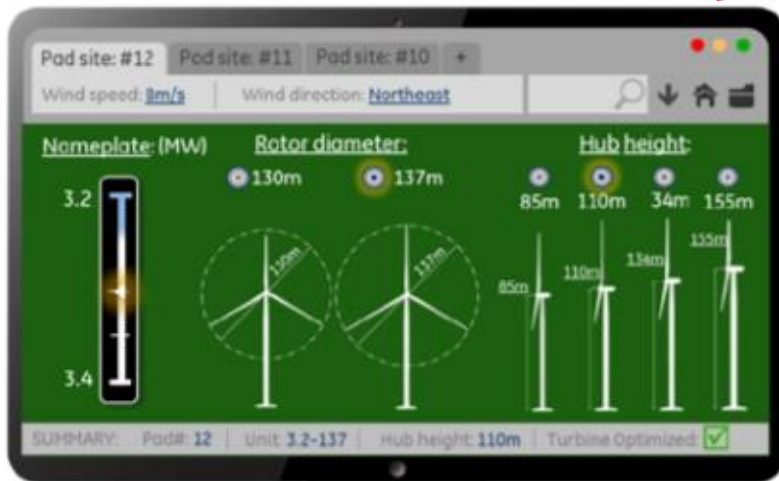 Pad site: #12 Pod site: #11 Pad site: #10 +
Wind speed: 8m/s Wind direction: Northeast
Nameplate: (MW) Rotor diameter: Hub height:
130m 137m
3.2
85m 110m 34m 155m
130m 137m
85m 110m 134m 155m
3.4
SUMMARY: Pad#: 12 Unit: 3.2-137 Hub height: 110m Turbine Optimized: